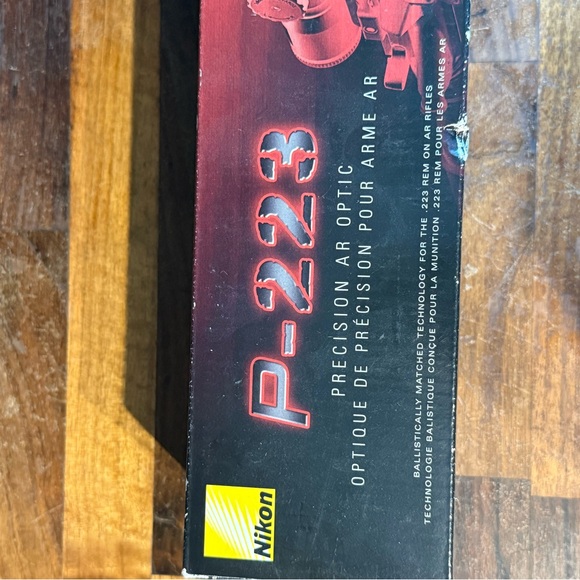 Nikon
P-223
PRECISION AR OPTIC
OPTIQUE DE PRÉCISION POUR ARME AR
BALLISTICALLY MATCHED TECHNOLOGY FOR THE .223 REM ON AR RIFLES
TECHNOLOGIE BALISTIQUE CONÇUE POUR LA MUNITION .223 REM POUR LES ARMES AR